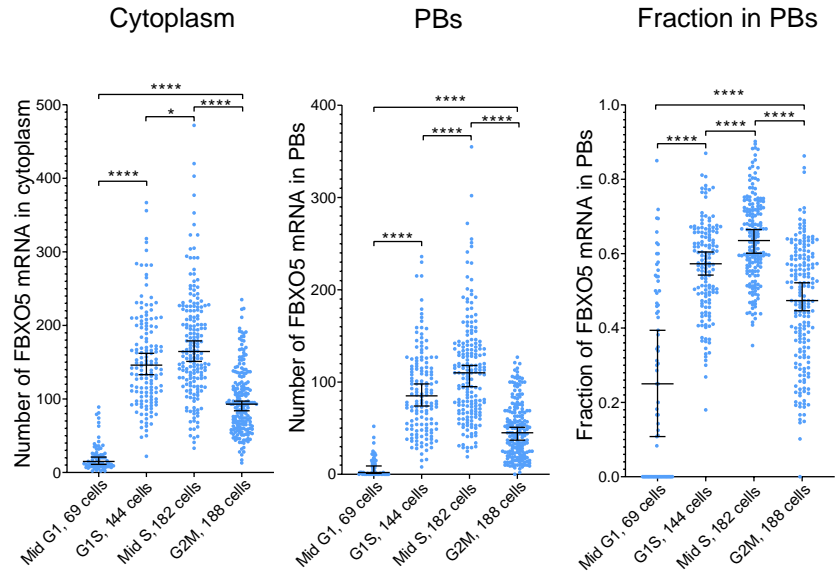 Cytoplasm
PBs
Fraction in PBs
Number of FBXO5 mRNA in cytoplasm
500
400
300
200
100
0
****
*
****
****
Mid G1, 69 cells
G1S, 144 cells
Mid S, 182 cells
G2M, 188 cells
Number of FBXO5 mRNA in PBs
400
300
200
100
0
****
****
****
****
Mid G1, 69 cells
G1S, 144 cells
Mid S, 182 cells
G2M, 188 cells
Fraction of FBXO5 mRNA in PBs
1.0
0.8
0.6
0.4
0.2
0.0
****
****
****
****
Mid G1, 69 cells
G1S, 144 cells
Mid S, 182 cells
G2M, 188 cells